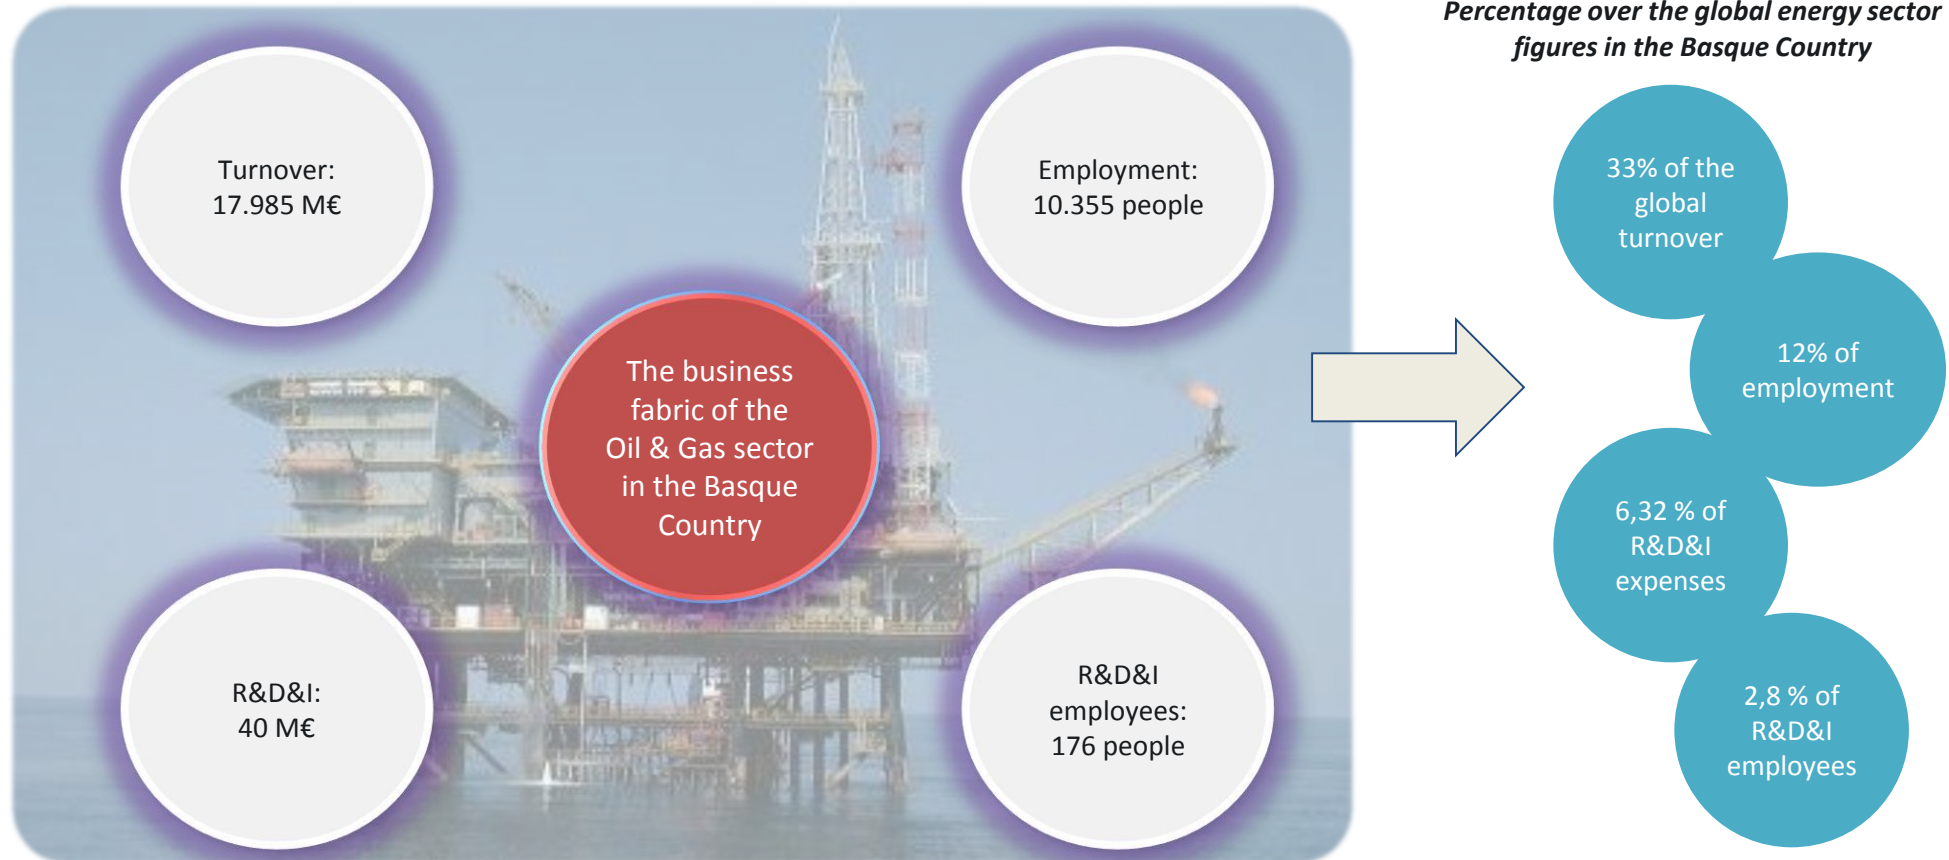 Percentage over the global energy sector
figures in the Basque Country
Turnover:
17.985 M€
Employment:
10.355 people
The business
fabric of the
Oil & Gas sector
in the Basque
Country
R&D&I:
40 M€
R&D&I
employees:
176 people
33% of the
global
turnover
12% of
employment
6,32 % of
R&D&I
expenses
2,8 % of
R&D&I
employees